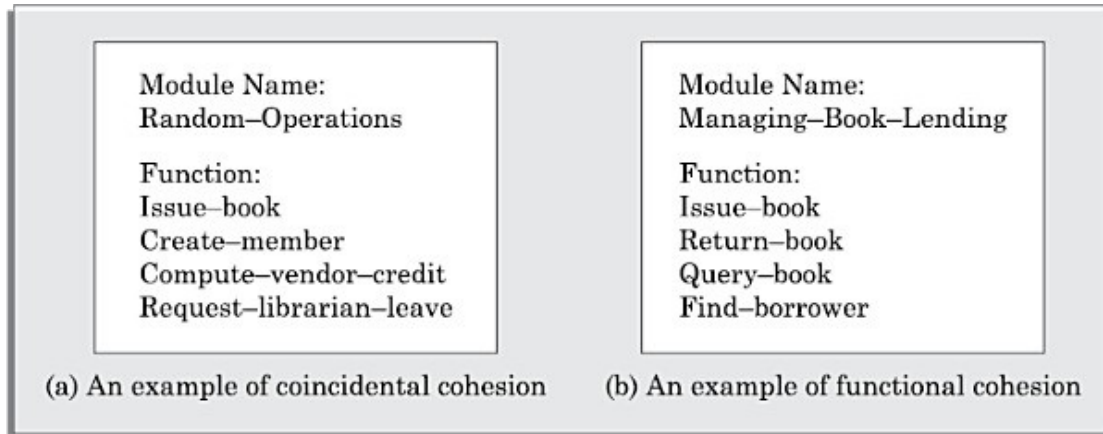 Module Name:
Random–Operations
Function:
Issue–book
Create–member
Compute–vendor–credit
Request–librarian–leave
(a) An example of coincidental cohesion
Module Name:
Managing–Book–Lending
Function:
Issue–book
Return–book
Query–book
Find–borrower
(b) An example of functional cohesion